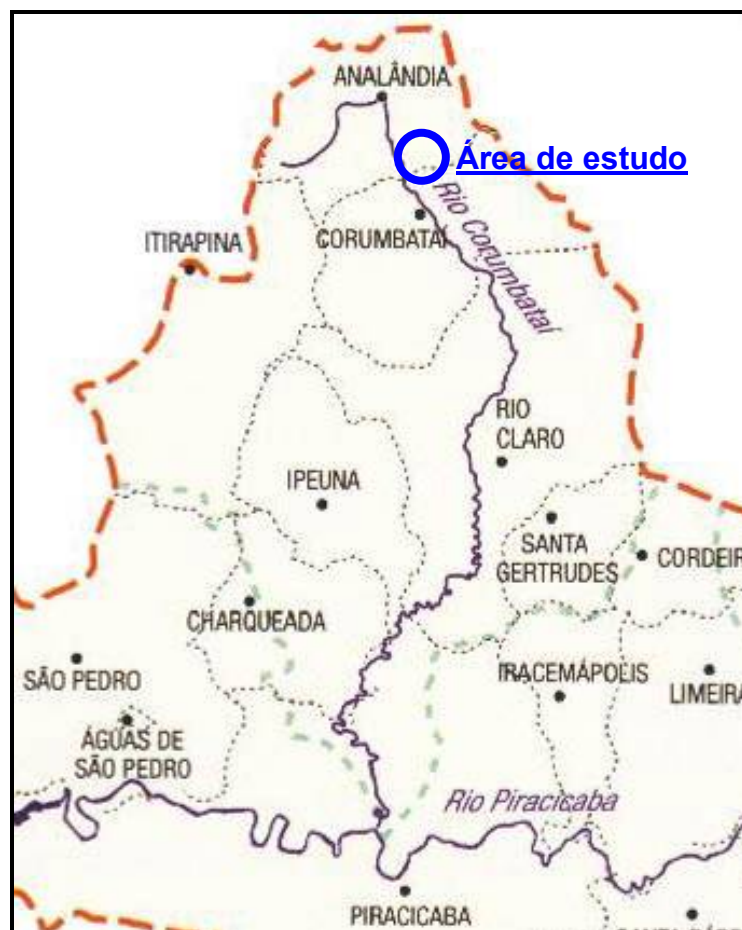 ANALÂNDIA
Área de estudo
Rio Corumbataí
CORUMBATAÍ
ITIRAPINA
RIO
CLARO
IPEUNA
SANTA
GERTRUDES
CORDEIR
CHARQUEADA
SÃO PEDRO
IRACEMÁPOLIS
LIMEIRA
ÁGUAS DE
SÃO PEDRO
Rio Piracicaba
PIRACICABA